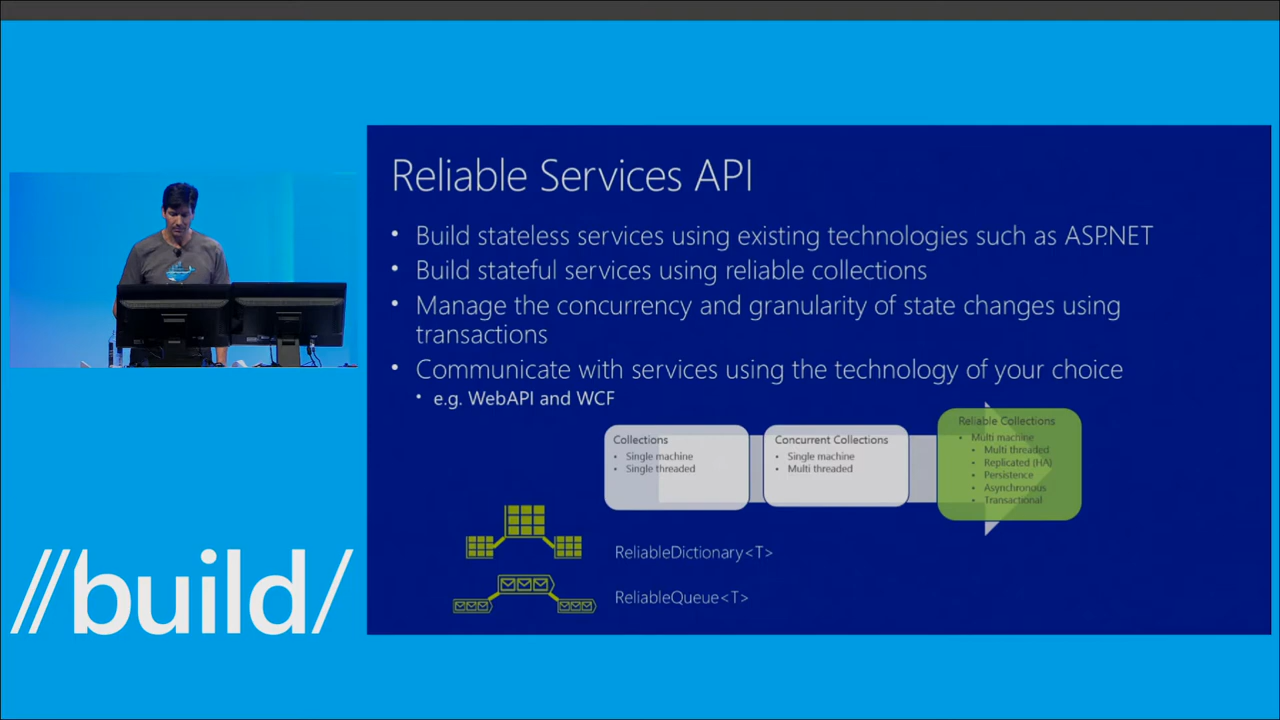 Reliable Services API
• Build stateless services using existing technologies such as ASP.NET
• Build stateful services using reliable collections
• Manage the concurrency and granularity of state changes using
transactions
• Communicate with services using the technology of your choice
• e.g. WebAPI and WCF
Collections
• Single machine
• Single threaded
Concurrent Collections
• Single machine
• Multi threaded
Reliable Collections
• Multi machine
• Multi threaded
• Replicated (HA)
• Persistence
• Asynchronous
• Transactional
ReliableDictionary<T>
ReliableQueue<T>
//build/